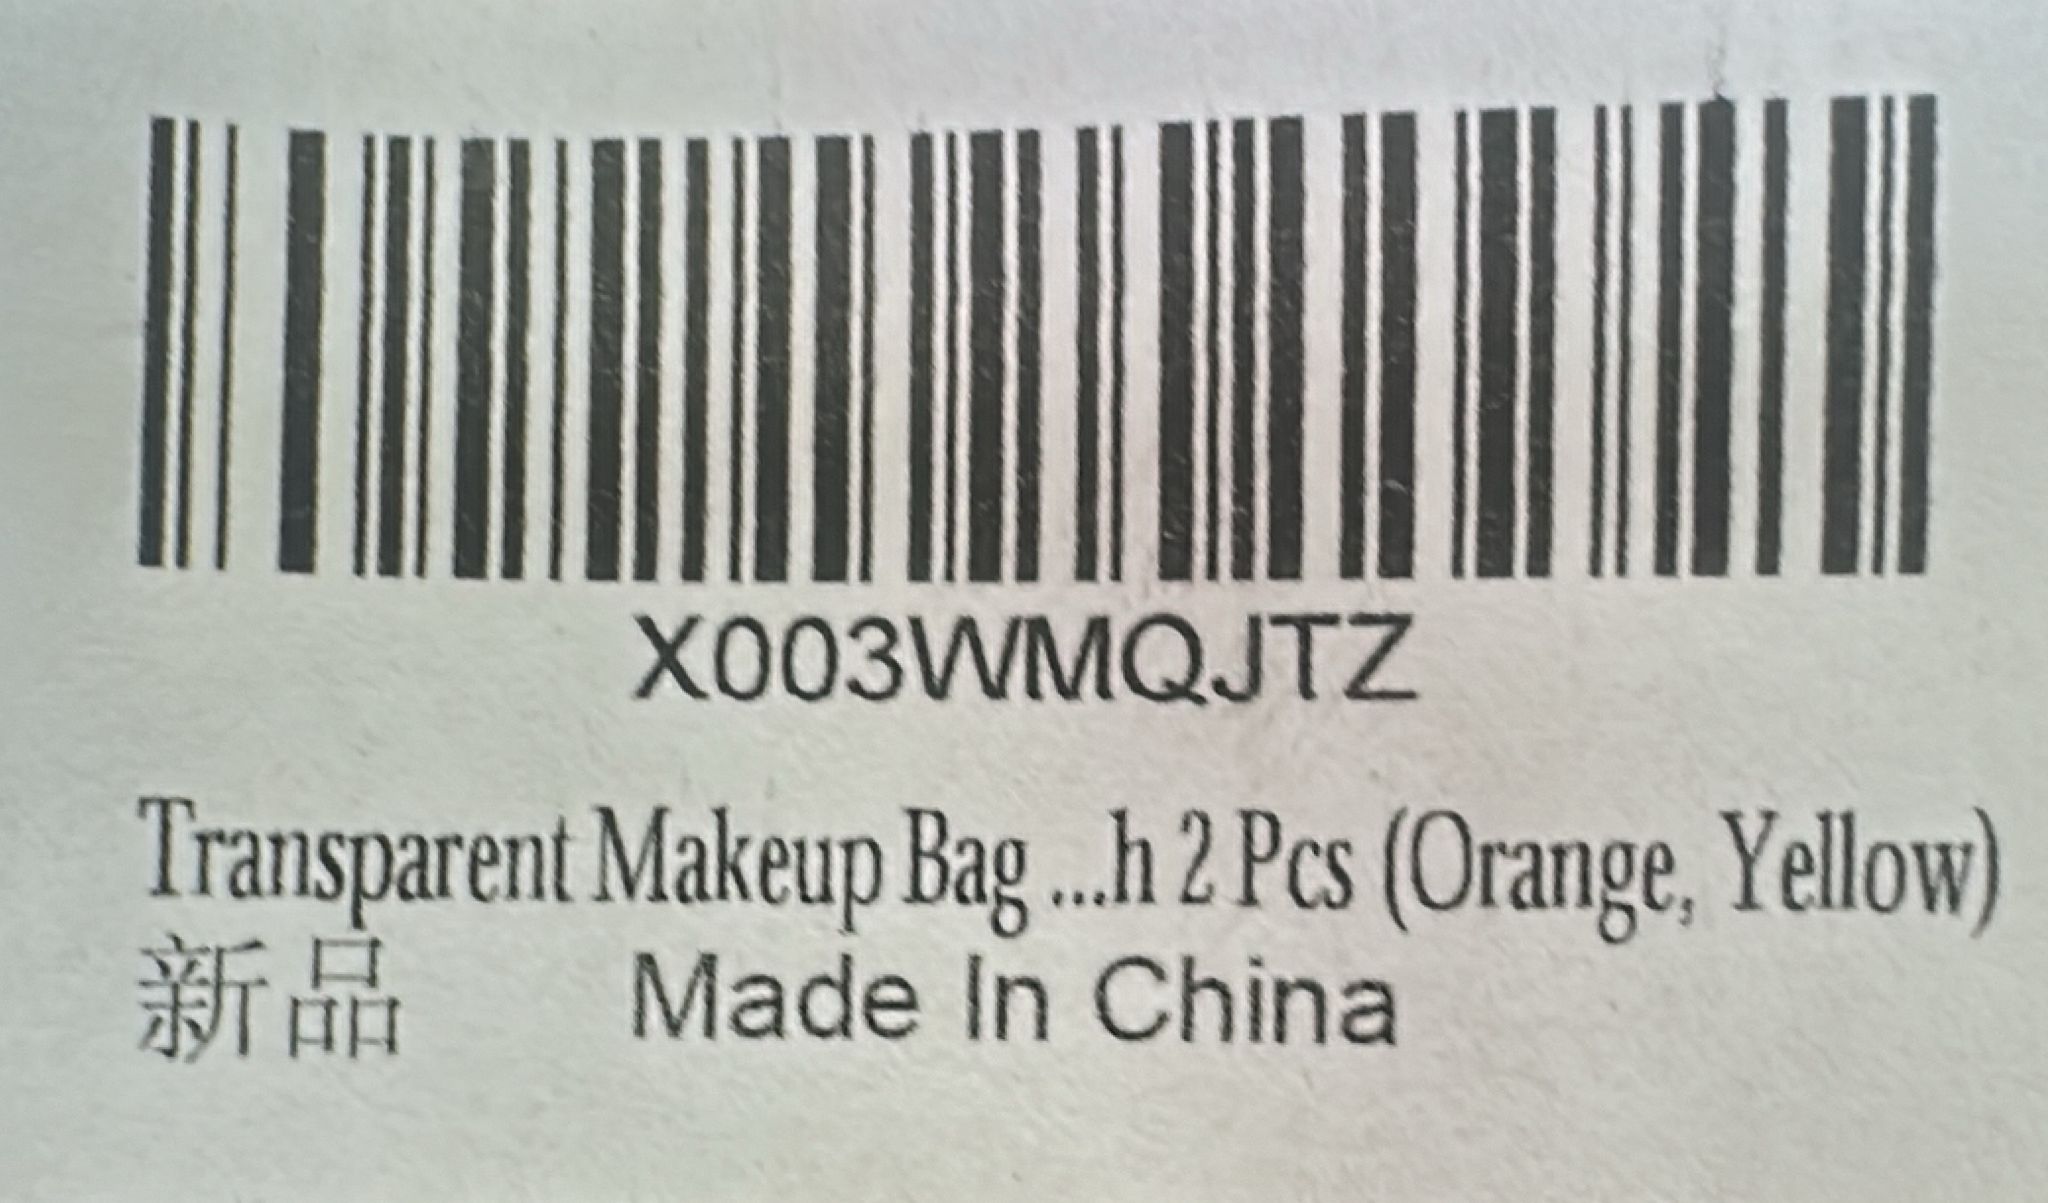 X003WMQJTZ
Transparent Makeup Bag ...h 2 Pcs (Orange, Yellow)
新品 Made In China